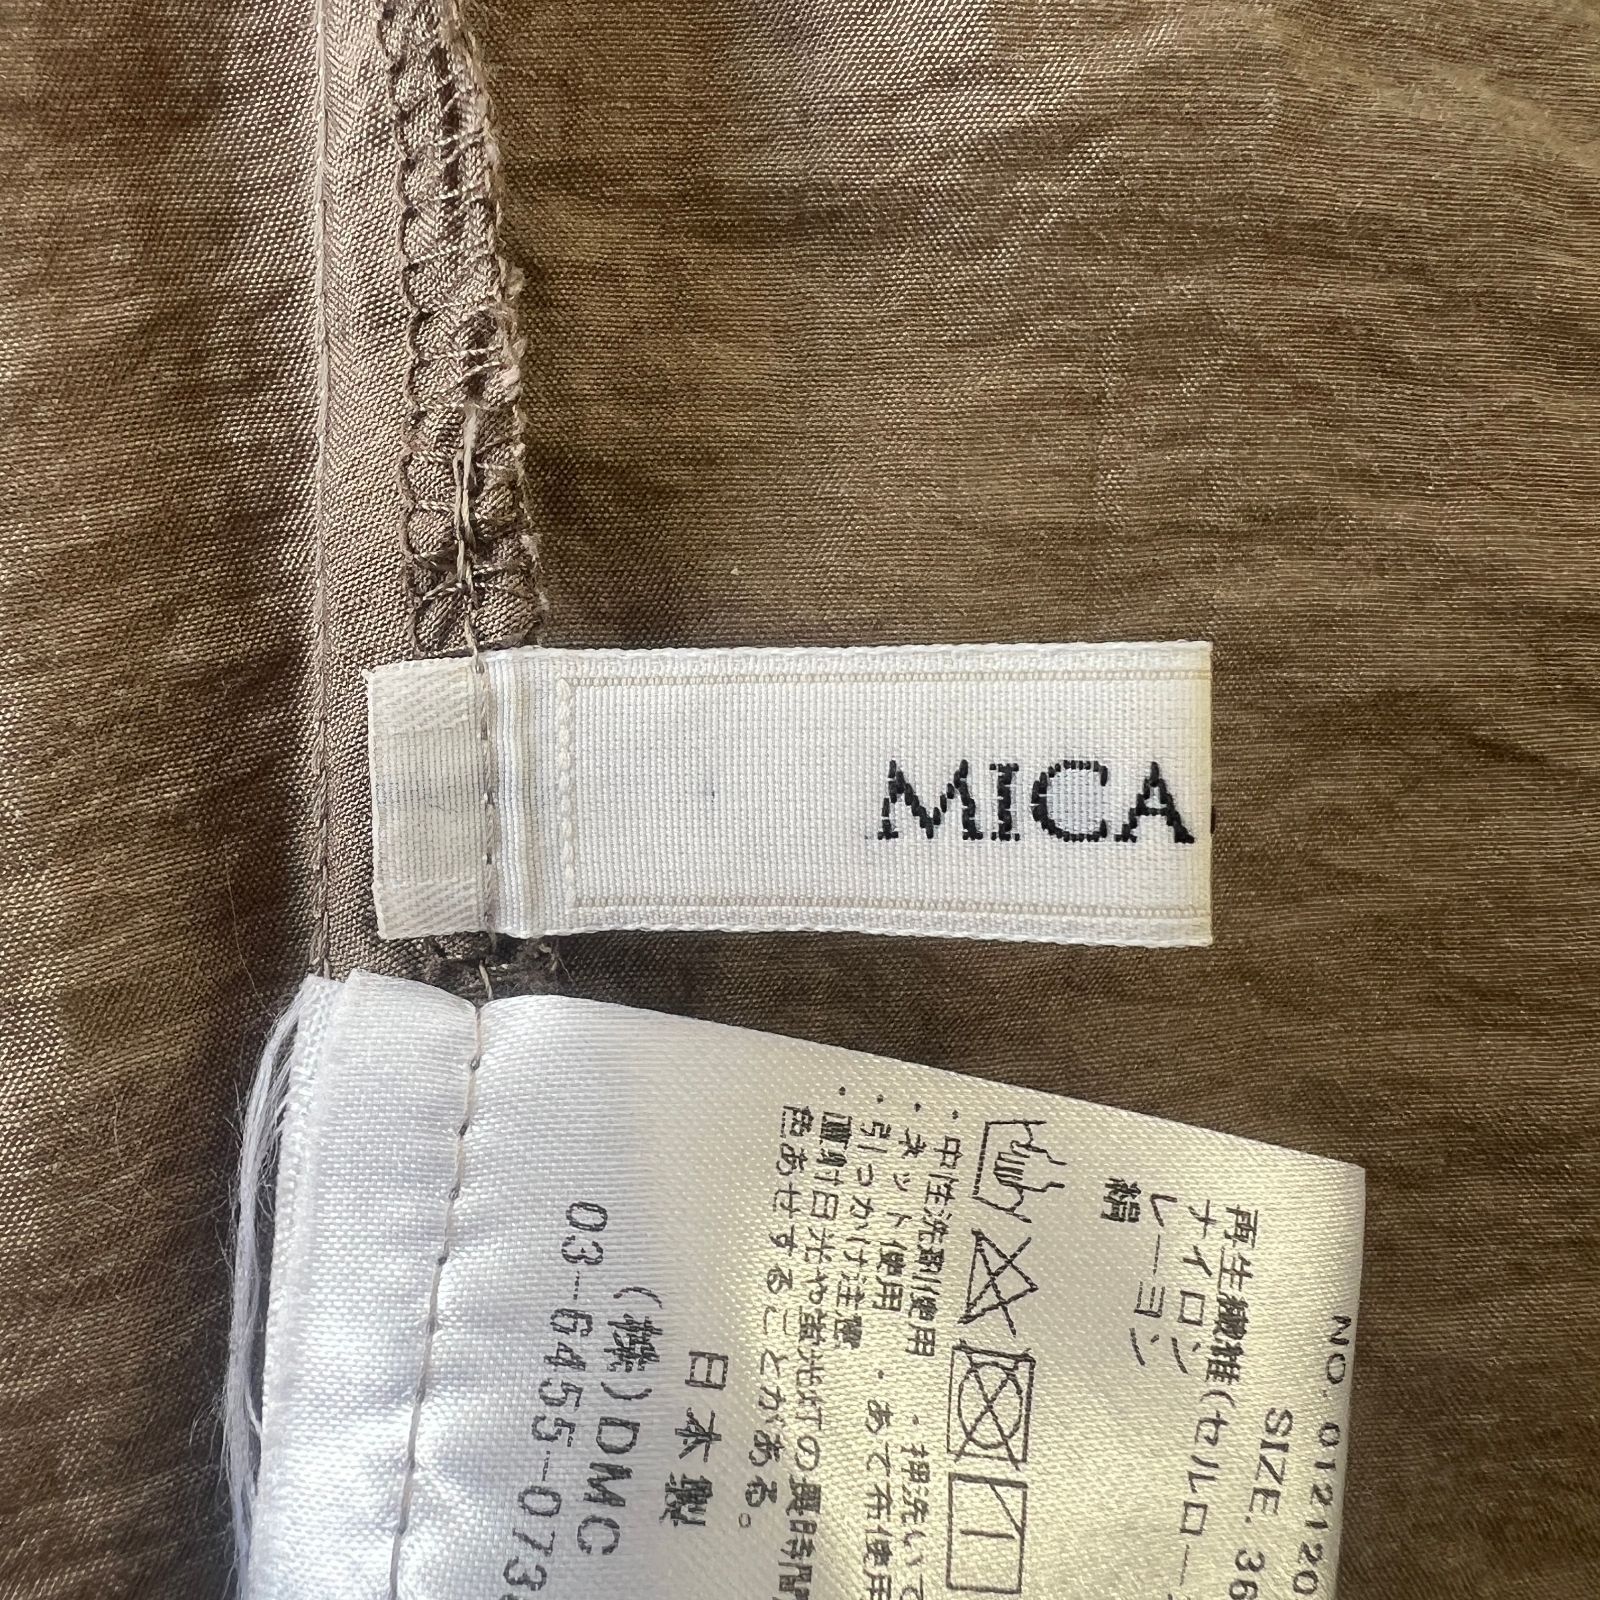 MICA
NO. 012120
SIZE. 36
再生繊維(セルロー
ナイロン
レーヨン
絹
・中性洗剤使用 ・押洗いで
・ネット使用 ・あて布使用
・引っかけ注意
・直射日光や蛍光灯の長時間
色あせすることがある。
日本製
(株)DMC
03-6455-073